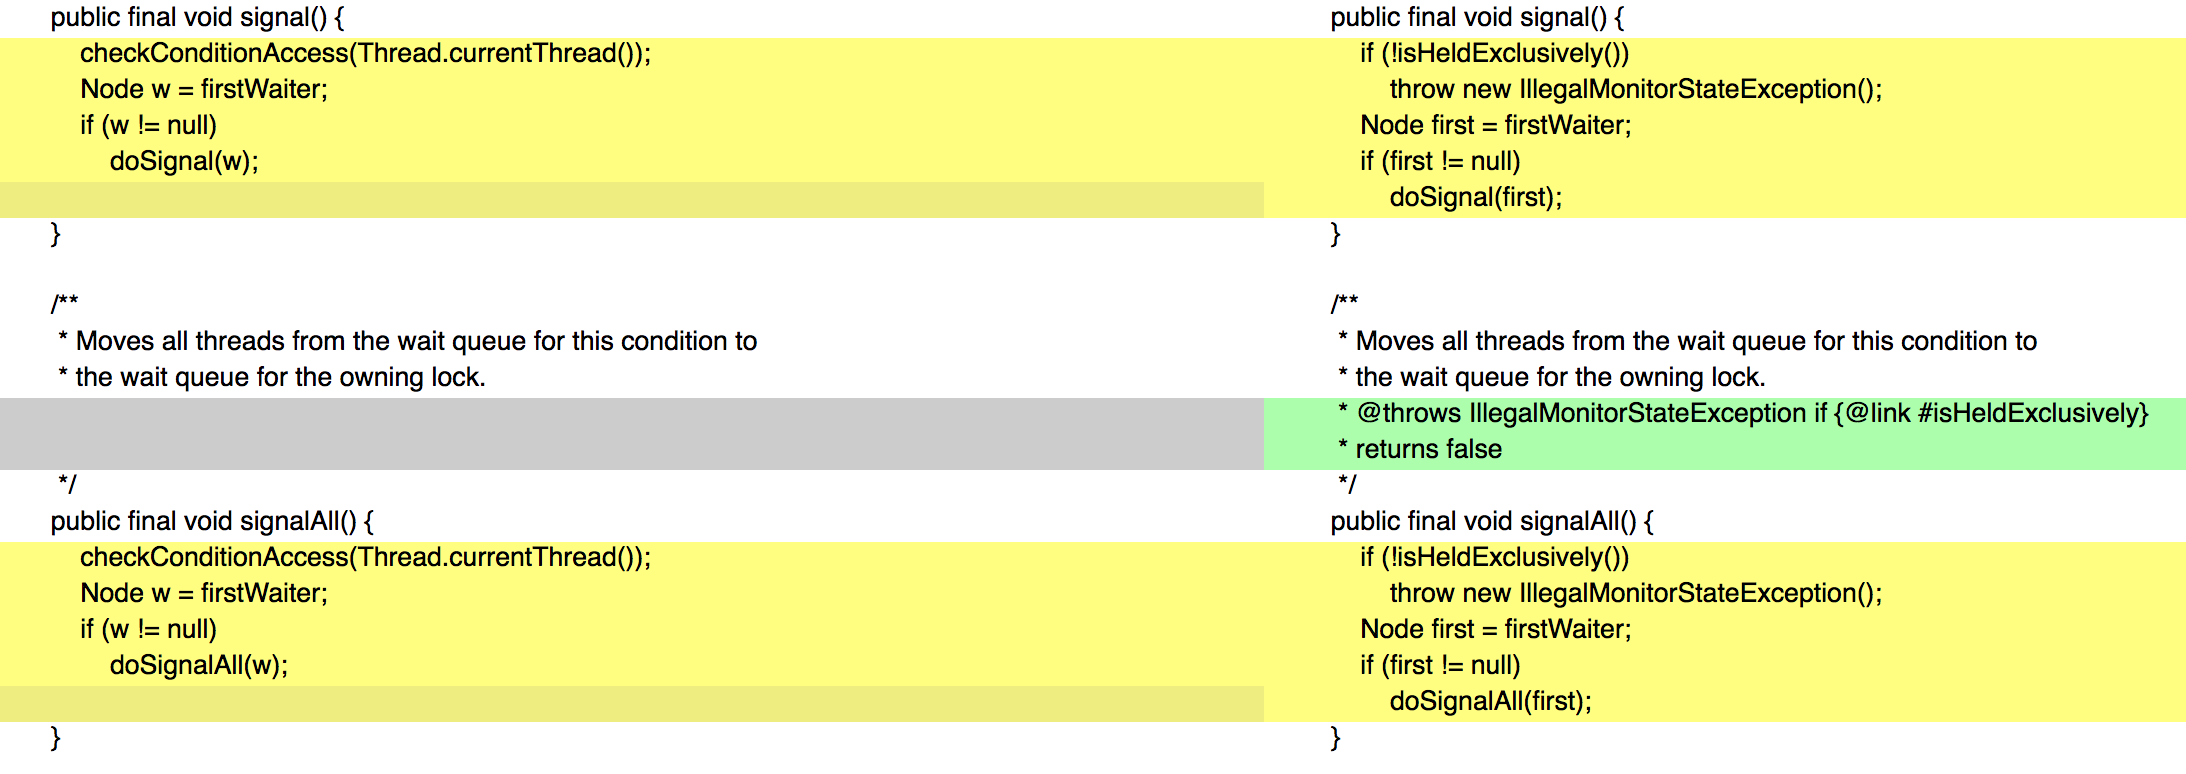 public final void signal() {
checkConditionAccess(Thread.currentThread());
Node w = firstWaiter;
if (w != null)
doSignal(w);
}
/**
* Moves all threads from the wait queue for this condition to
* the wait queue for the owning lock.
*/
public final void signalAll() {
checkConditionAccess(Thread.currentThread());
Node w = firstWaiter;
if (w != null)
doSignalAll(w);
}
public final void signal() {
if (!isHeldExclusively())
throw new IllegalMonitorStateException();
Node first = firstWaiter;
if (first != null)
doSignal(first);
}
/**
* Moves all threads from the wait queue for this condition to
* the wait queue for the owning lock.
* @throws IllegalMonitorStateException if {@link #isHeldExclusively}
* returns false
*/
public final void signalAll() {
if (!isHeldExclusively())
throw new IllegalMonitorStateException();
Node first = firstWaiter;
if (first != null)
doSignalAll(first);
}